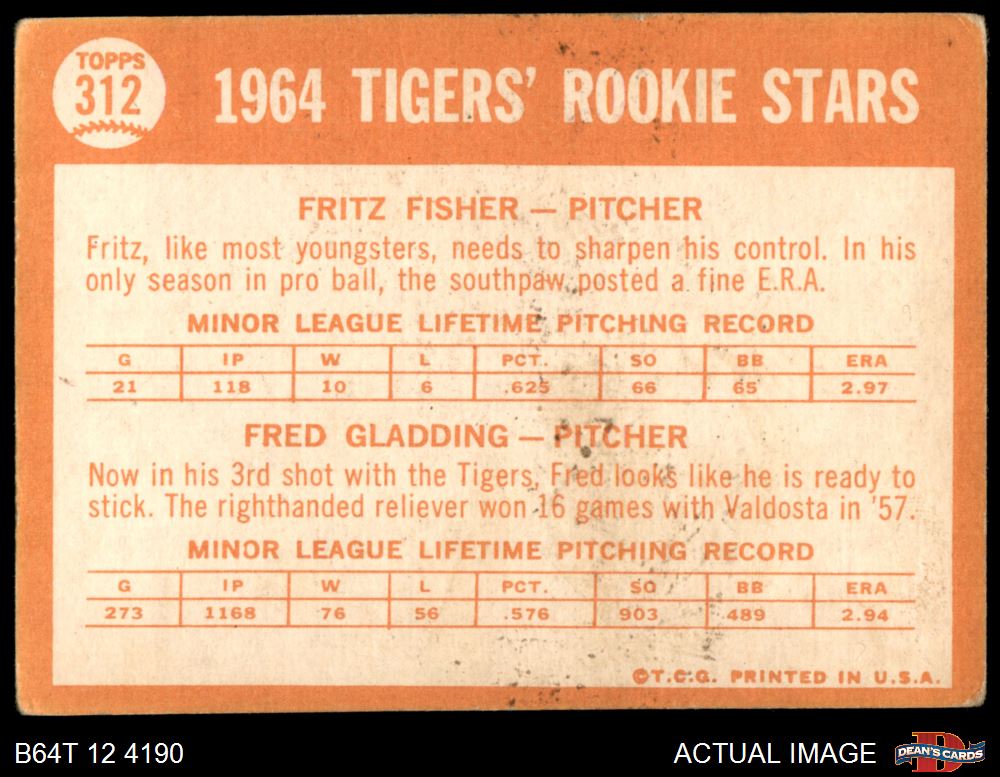 TOPPS
312
1964 TIGERS' ROOKIE STARS
FRITZ FISHER — PITCHER
Fritz, like most youngsters, needs to sharpen his control. In his
only season in pro ball, the southpaw posted a fine E.R.A.
MINOR LEAGUE LIFETIME PITCHING RECORD
G IP W L PCT. SO BB ERA
21 118 10 6 .625 66 65 2.97
FRED GLADDING — PITCHER
Now in his 3rd shot with the Tigers, Fred looks like he is ready to
stick. The righthanded reliever won 16 games with Valdosta in '57.
MINOR LEAGUE LIFETIME PITCHING RECORD
G IP W L PCT. SO BB ERA
273 1168 76 56 .576 903 489 2.94
©T.C.G. PRINTED IN U.S.A.
B64T 12 4190
ACTUAL IMAGE
D
DEAN'S CARDS